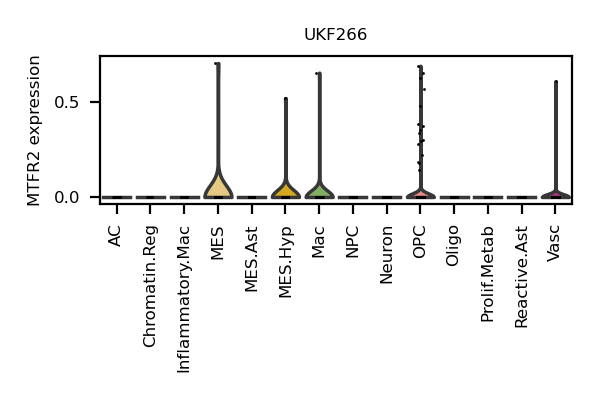 UKF266
MTFR2 expression
0.5
0.0
AC
Chromatin.Reg
Inflammatory.Mac
MES
MES.Ast
MES.Hyp
Mac
NPC
Neuron
OPC
Oligo
Prolif.Metab
Reactive.Ast
Vasc